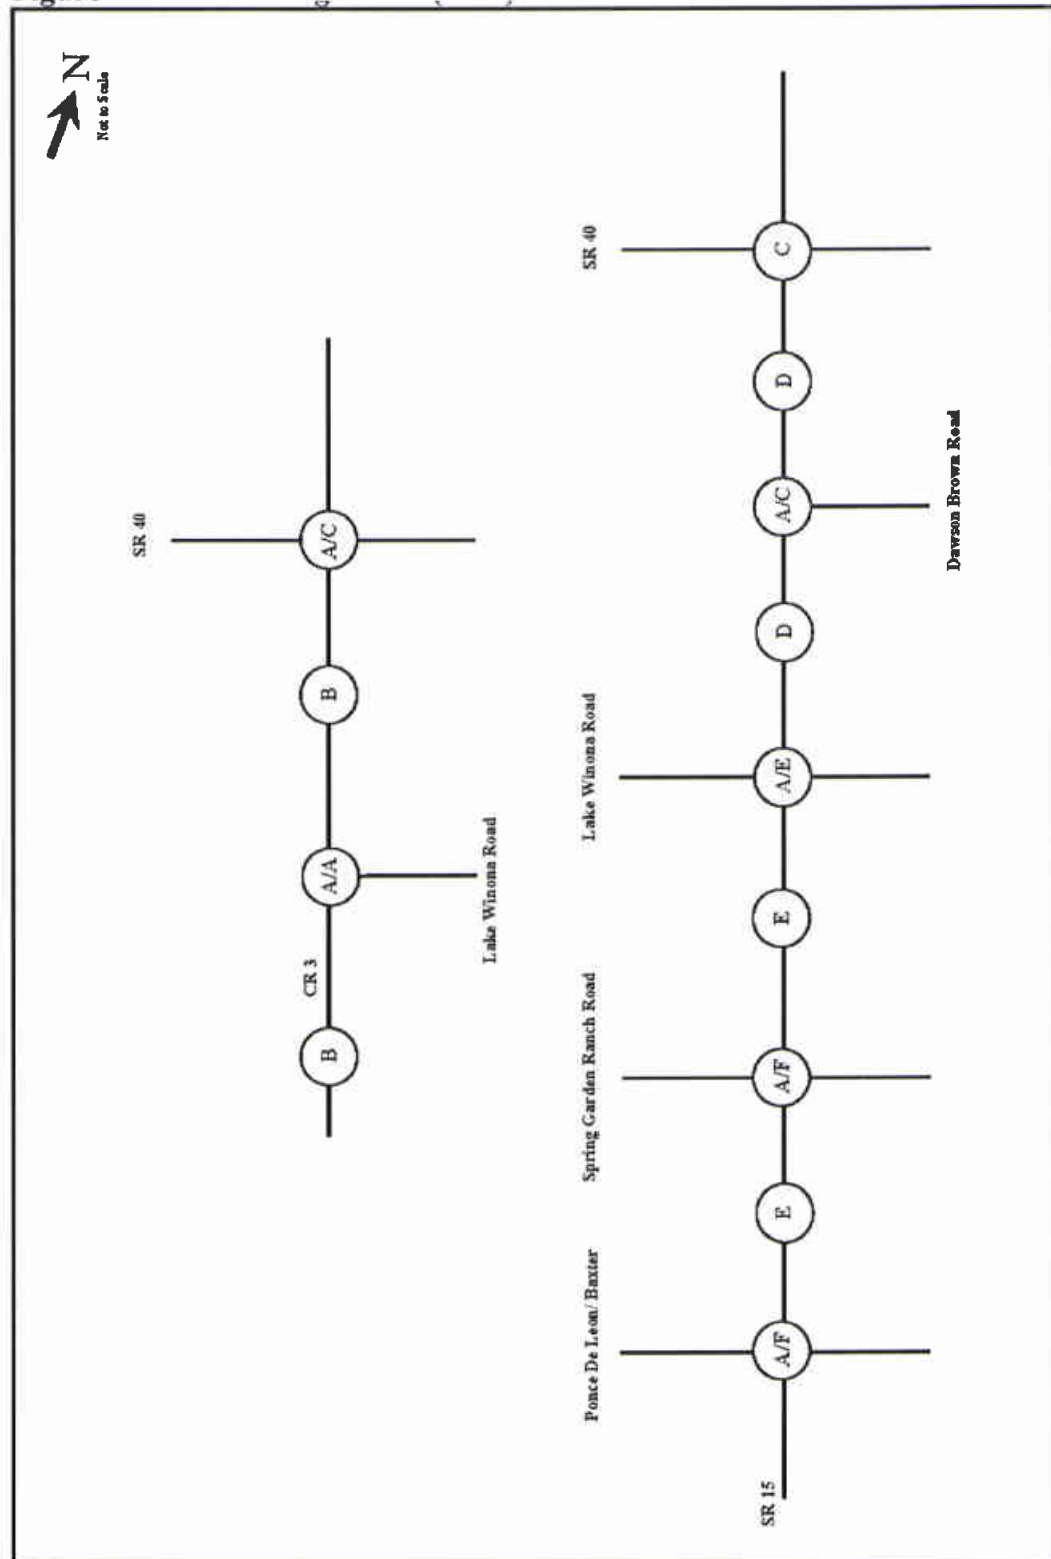 N
Not to Scale
SR 40
A/C
B
A/A
Lake Winona Road
CR 3
B
SR 40
C
D
A/C
Dawson Brown Road
D
Lake Winona Road
A/E
E
Spring Garden Ranch Road
A/F
E
Ponce De Leon/ Baxter
A/F
SR 15